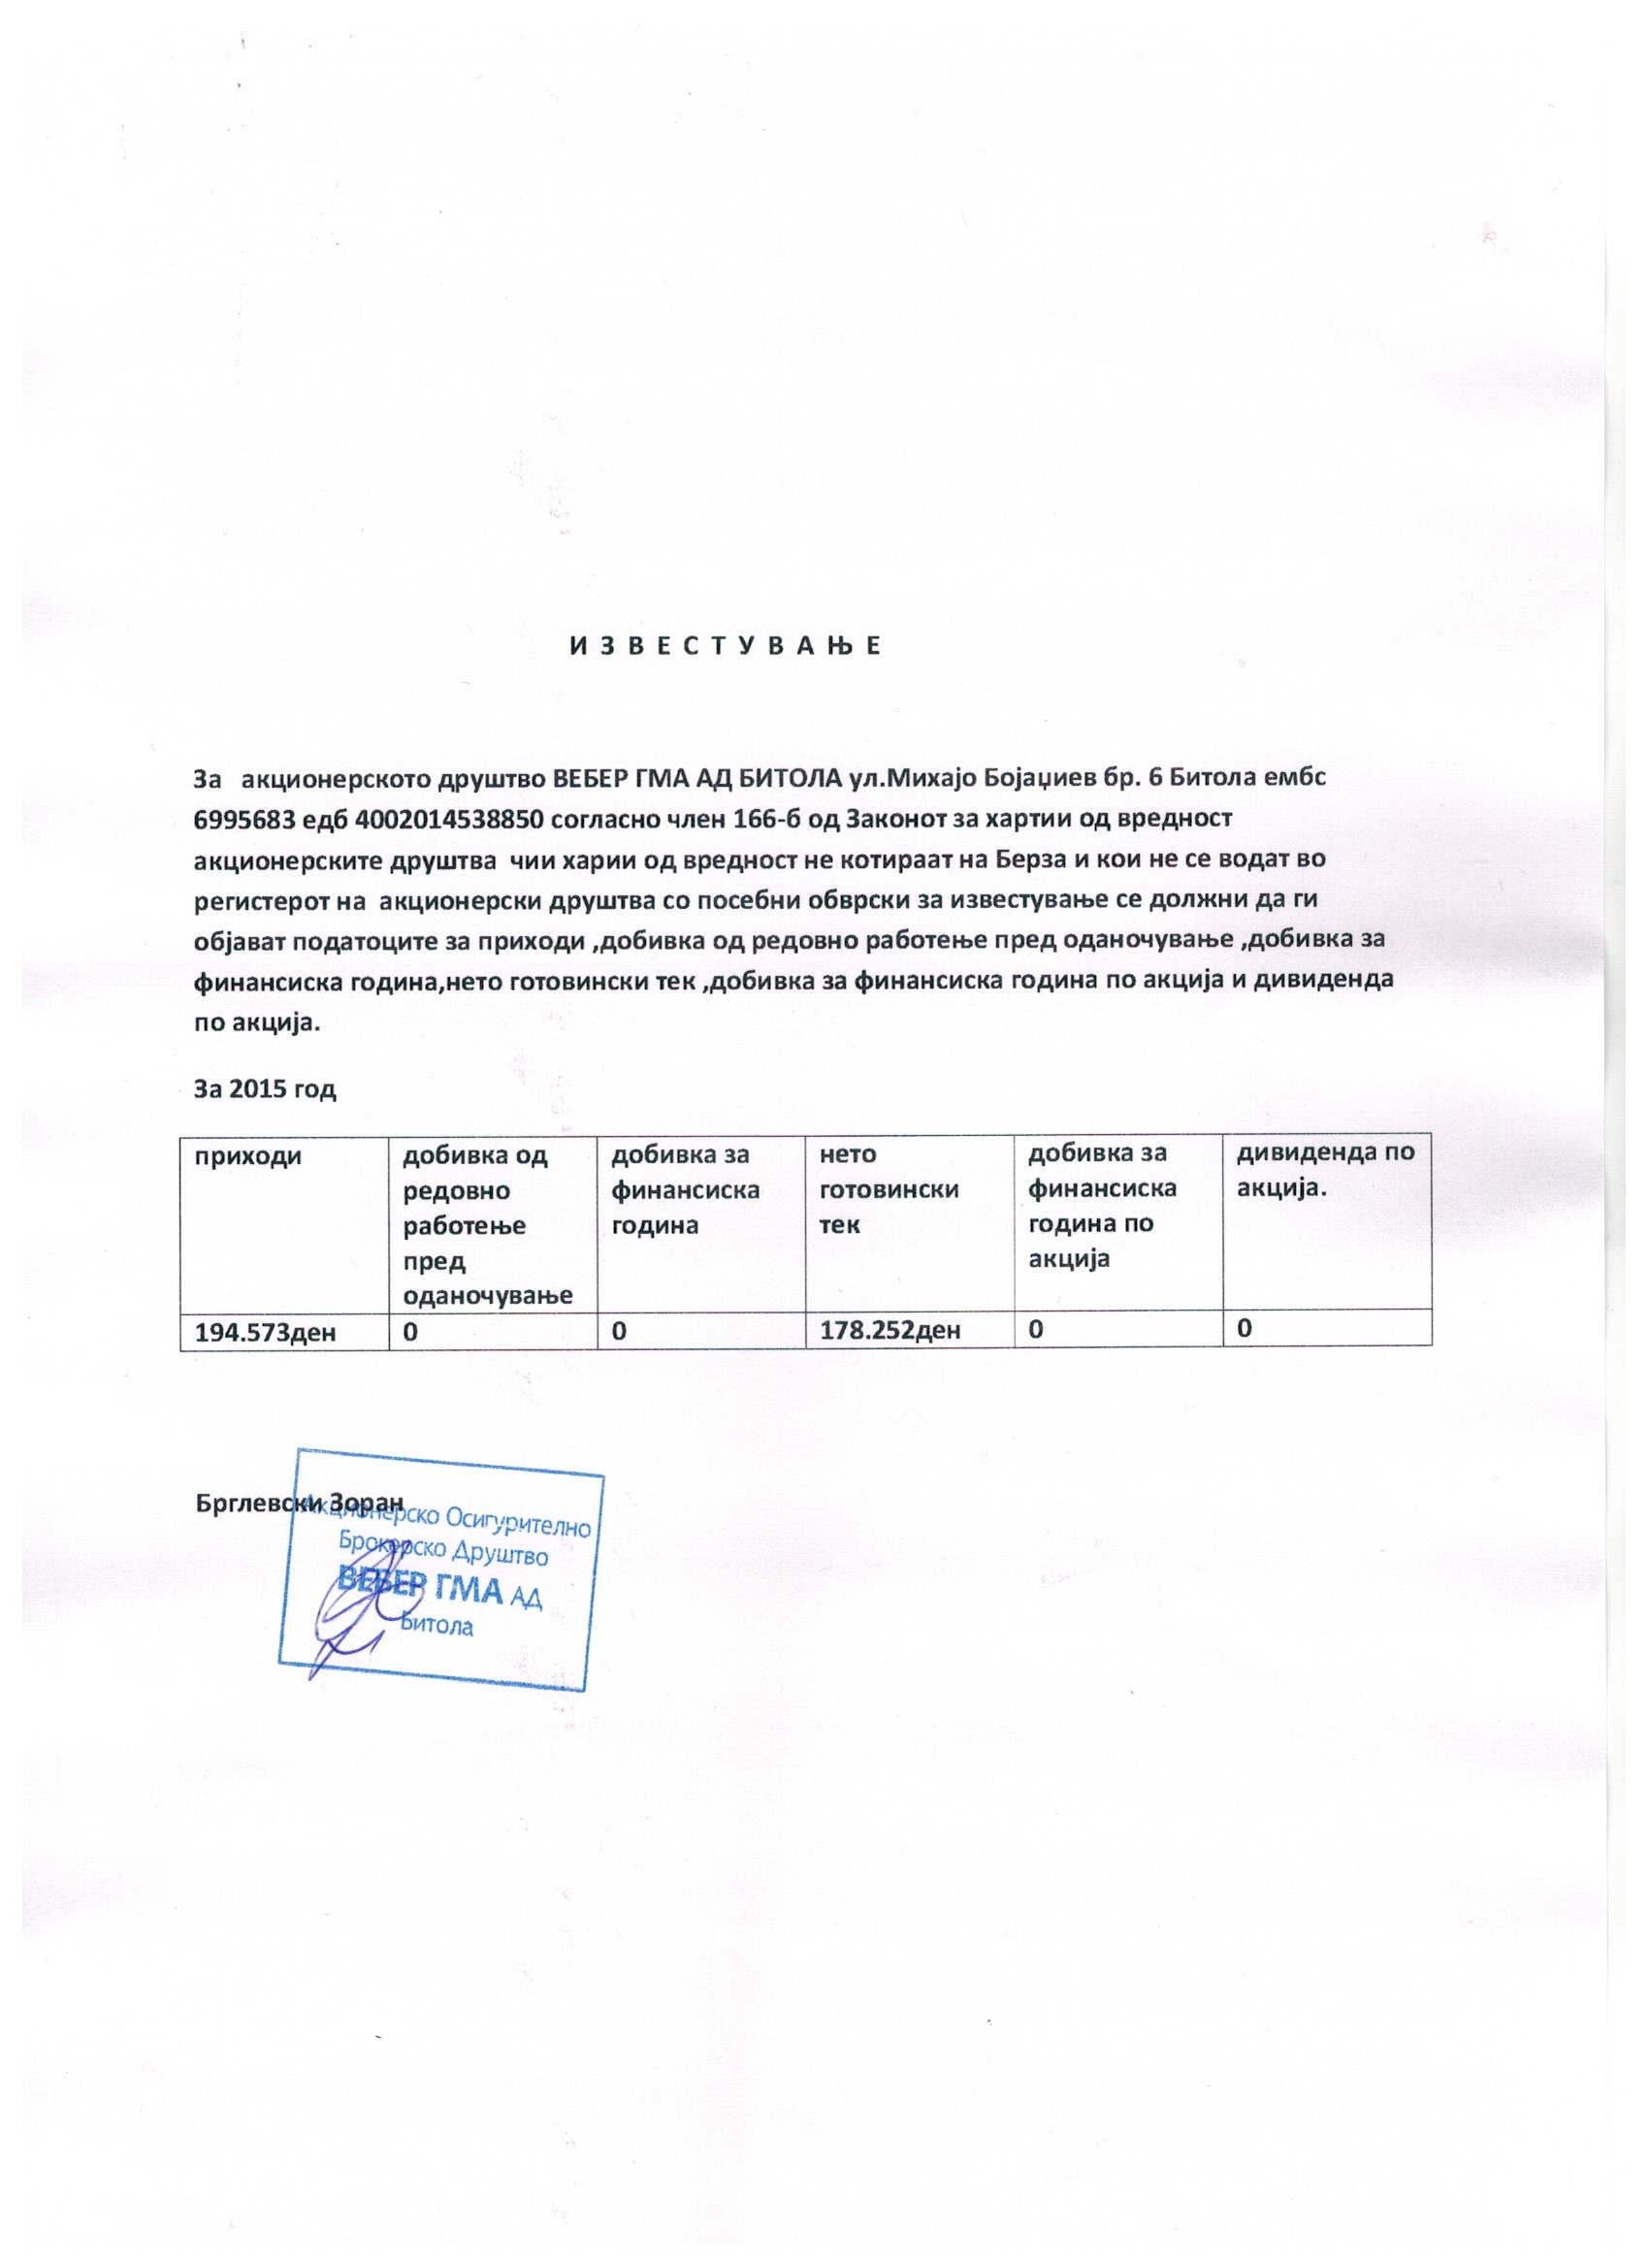 И З В Е С Т У В А Њ Е
За акционерското друштво ВЕБЕР ГМА АД БИТОЛА ул.Михајо Бојаџиев бр. 6 Битола ембс
6995683 едб 4002014538850 согласно член 166-б од Законот за хартии од вредност
акционерските друштва чии харии од вредност не котираат на Берза и кои не се водат во
регистерот на акционерски друштва со посебни обврски за известување се должни да ги
објават податоците за приходи ,добивка од редовно работење пред оданочување ,добивка за
финансиска година,нето готовински тек ,добивка за финансиска година по акција и дивиденда
по акција.
За 2015 год
приходи
добивка од
редовно
работење
пред
оданочување
добивка за
финансиска
година
нето
готовински
тек
добивка за
финансиска
година по
акција
дивиденда по
акција.
194.573ден 0 0 178.252ден 0 0
Брглевски Зоран
Акционерско Осигурително
Брокерско Друштво
ВЕБЕР ГМА АД
Битола